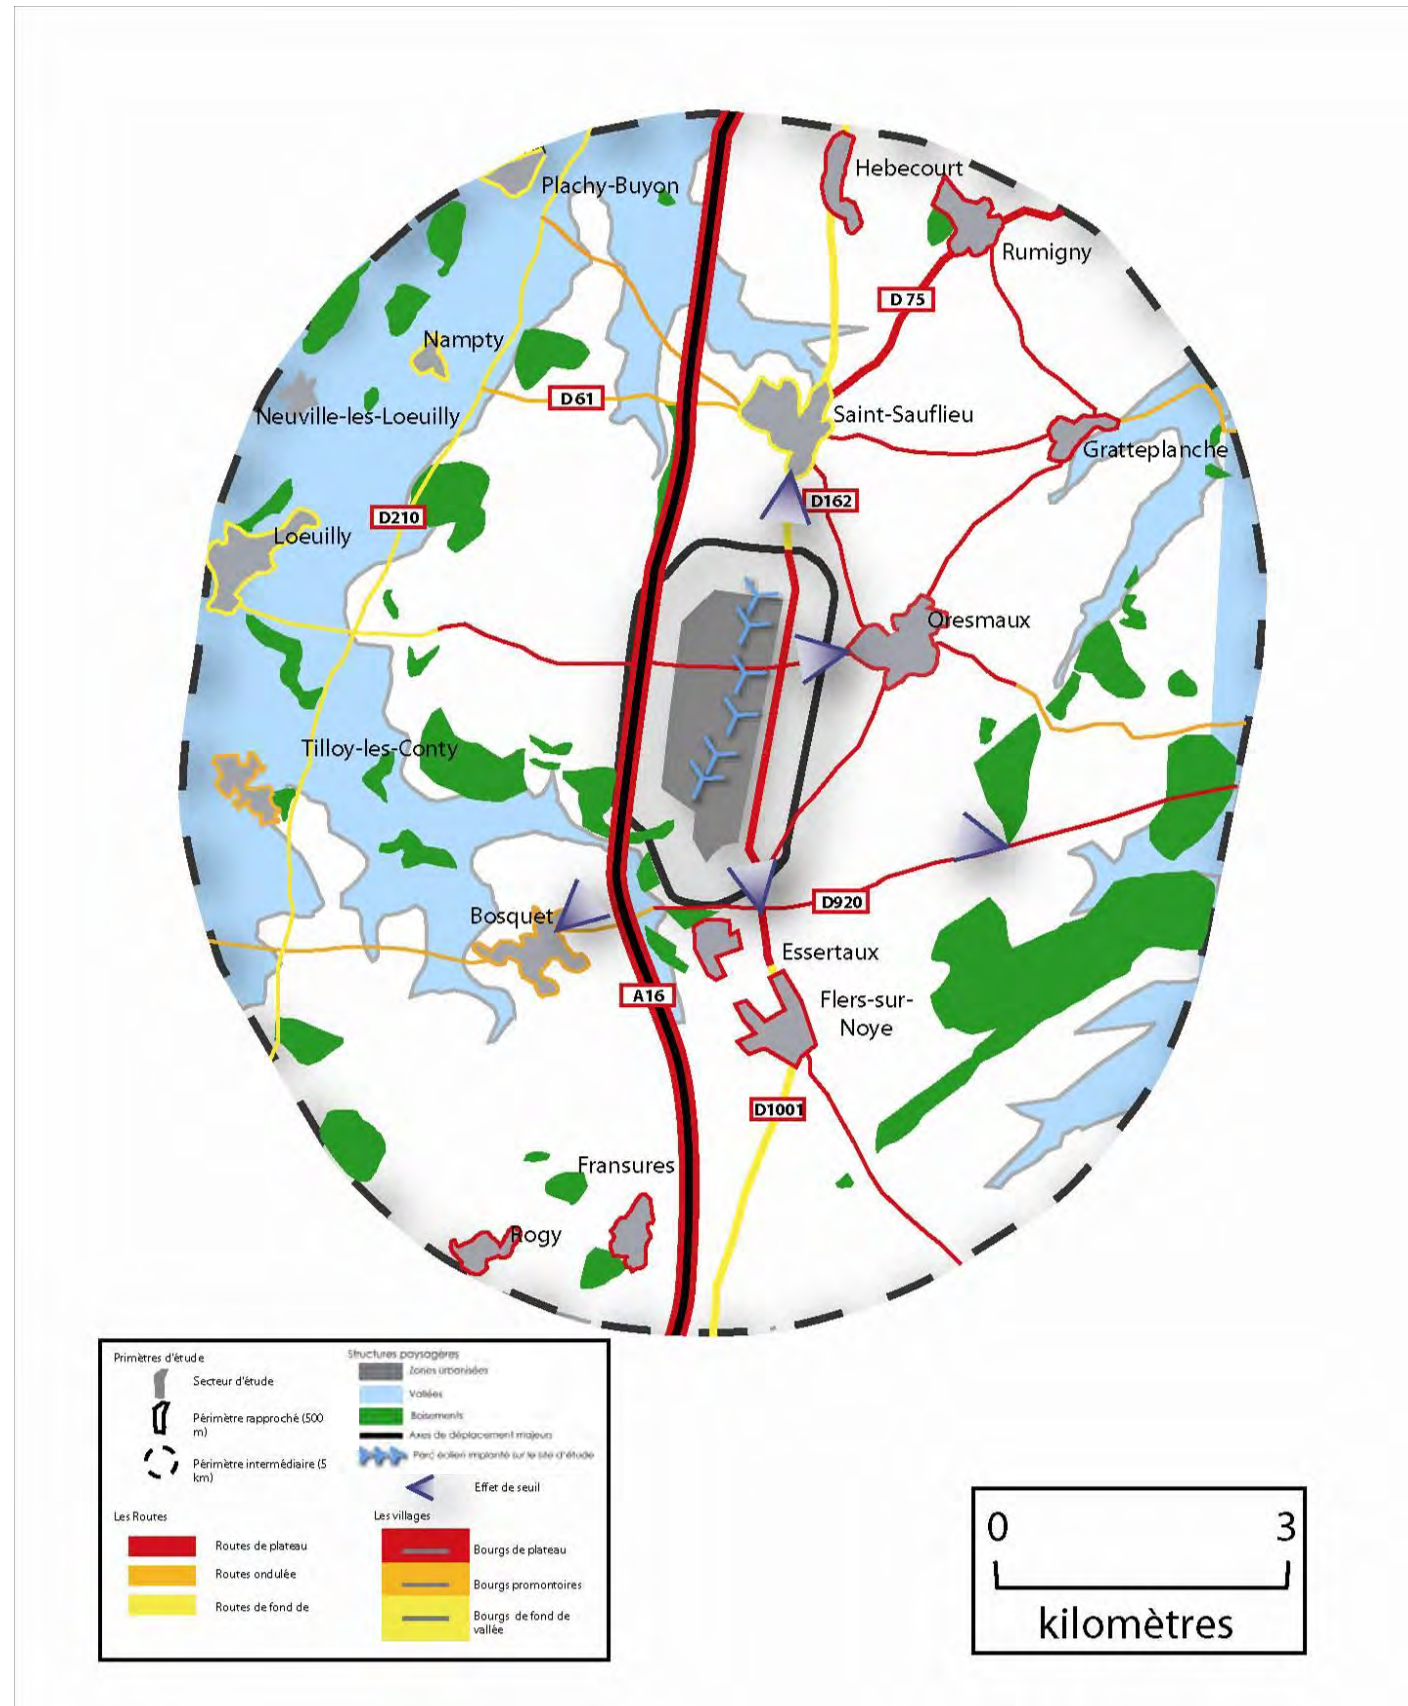 Hebecourt
Plachy-Buyon
Rumigny
D 75
Nampty
D 61
Neuville-les-Loeuilly
Saint-Sauflieu
Gratteplanche
D162
D210
Loeuilly
Oresmaux
Tilloy-les-Conty
D920
Bosquet
Essertaux
A16
Flers-sur-
Noye
D1001
Fransures
Rogy
Primètres d'étude
Secteur d'étude
Périmètre rapproché (500
m)
Périmètre intermédiaire (5
km)
Structures paysagères
Zones urbanisées
Vallées
Boisements
Axes de déplacement majeurs
Parc éolien implanté sur le site d'étude
Effet de seuil
Les Routes
Routes de plateau
Routes ondulée
Routes de fond de
Les villages
Bourgs de plateau
Bourgs promontoires
Bourgs de fond de
vallée
0 3
kilomètres